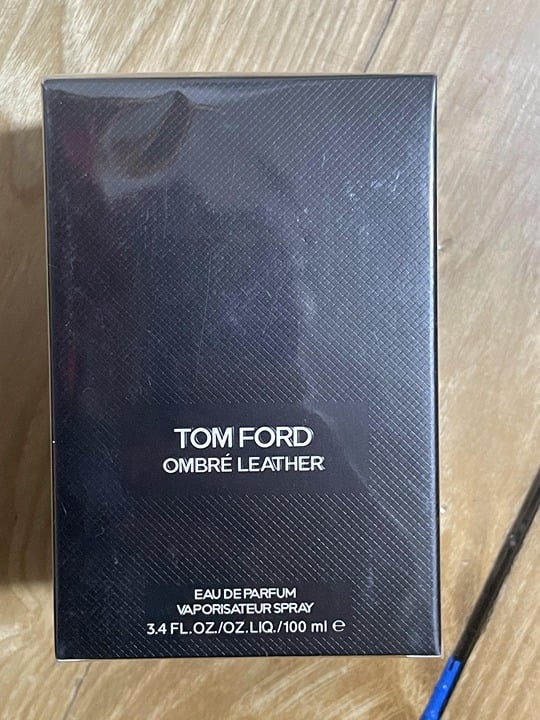 TOM FORD
OMBRÉ LEATHER
EAU DE PARFUM
VAPORISATEUR SPRAY
3.4 FL.OZ./OZ.LIQ./100 ml ℮